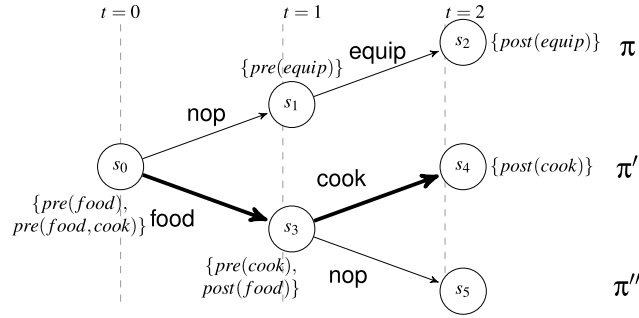 t = 0
t = 1
t = 2
s2
{post(equip)}
π
equip
{pre(equip)}
s1
nop
s0
cook
s4
{post(cook)}
π′
{pre(food),
pre(food,cook)}
food
s3
{pre(cook),
post(food)}
nop
s5
π′′